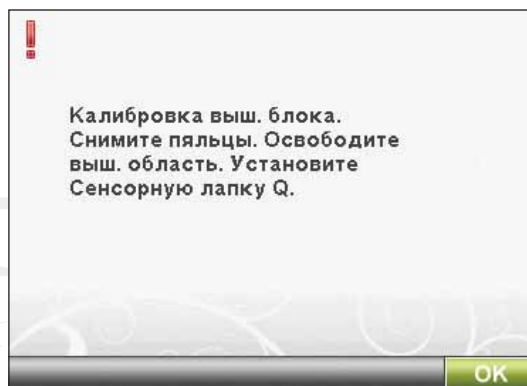 Калибровка выш. блока.
Снимите пяльцы. Освободите
выш. область. Установите
Сенсорную лапку Q.
OK